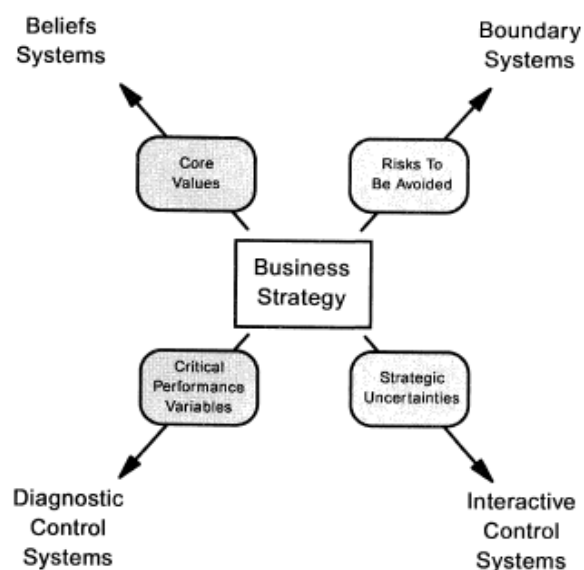 Beliefs
Systems
Boundary
Systems
Core
Values
Risks To
Be Avoided
Business
Strategy
Critical
Performance
Variables
Strategic
Uncertainties
Diagnostic
Control
Systems
Interactive
Control
Systems